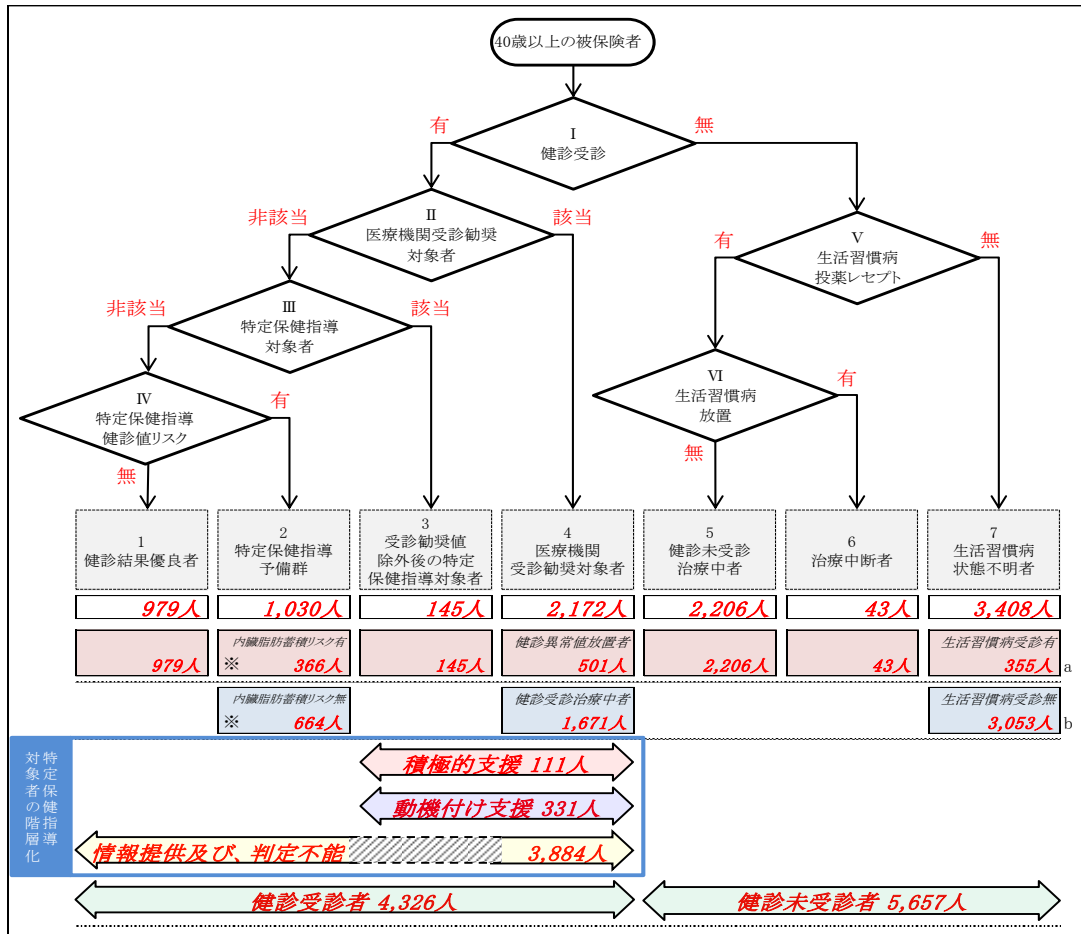 40歳以上の被保険者
Ⅰ
健診受診
有
無
Ⅱ
医療機関受診勧奨
対象者
非該当
該当
Ⅴ
生活習慣病
投薬レセプト
有
無
Ⅲ
特定保健指導
対象者
非該当
該当
Ⅵ
生活習慣病
放置
有
無
Ⅳ
特定保健指導
健診値リスク
有
無
1
健診結果優良者
2
特定保健指導
予備群
3
受診勧奨値
除外後の特定
保健指導対象者
4
医療機関
受診勧奨対象者
5
健診未受診
治療中者
6
治療中断者
7
生活習慣病
状態不明者
979人
1,030人
145人
2,172人
2,206人
43人
3,408人
979人
内臓脂肪蓄積リスク有
※ 366人
145人
健診異常値放置者
501人
2,206人
43人
生活習慣病受診有
355人
a
内臓脂肪蓄積リスク無
※ 664人
健診受診治療中者
1,671人
生活習慣病受診無
3,053人
b
特定保健指導
対象者の階層化
積極的支援 111人
動機付け支援 331人
情報提供及び、判定不能 3,884人
健診受診者 4,326人
健診未受診者 5,657人